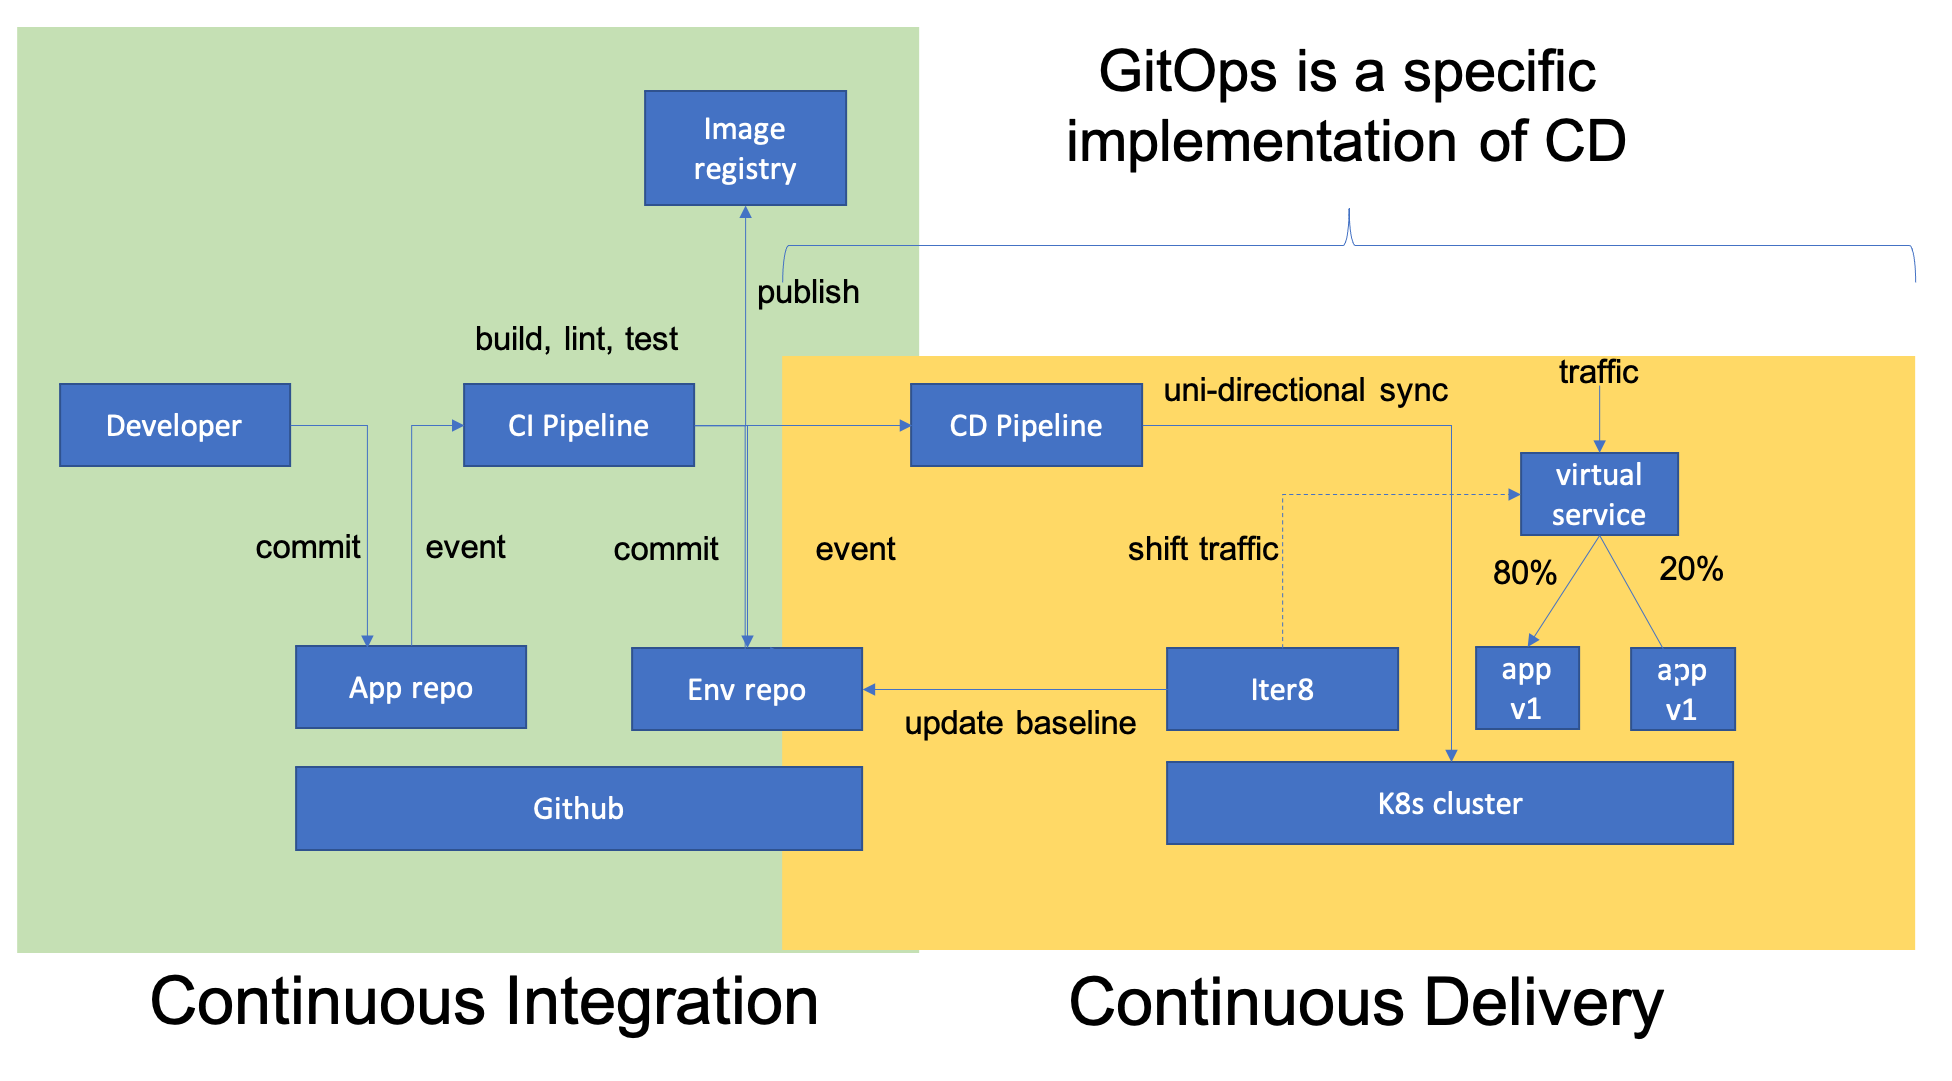 GitOps is a specific
implementation of CD
Image
registry
publish
build, lint, test
Developer
CI Pipeline
CD Pipeline
uni-directional sync
traffic
virtual
service
commit
event
commit
event
shift traffic
80%
20%
App repo
Env repo
Iter8
app
v1
app
v1
update baseline
Github
K8s cluster
Continuous Integration
Continuous Delivery